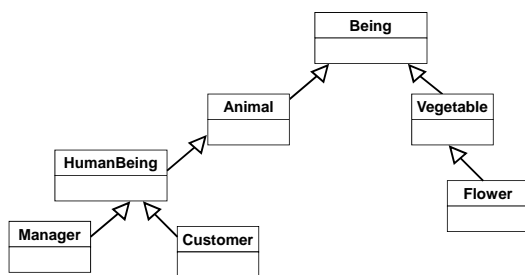 Being
Animal
Vegetable
HumanBeing
Flower
Manager
Customer